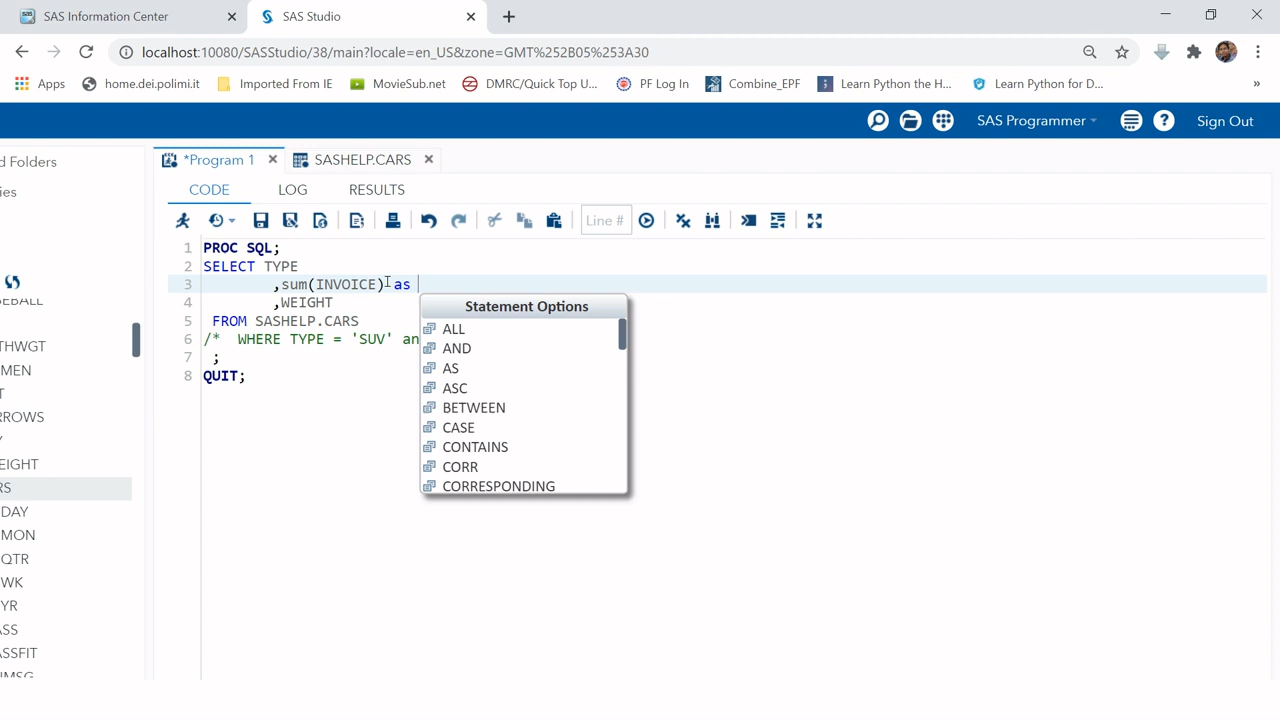 SAS Information Center
SAS Studio
localhost:10080/SASStudio/38/main?locale=en_US&zone=GMT%252B05%253A30
Apps home.dei.polimi.it Imported From IE MovieSub.net DMRC/Quick Top U... PF Log In Combine_EPF Learn Python the H... Learn Python for D... »
SAS Programmer Sign Out
d Folders
*Program 1 SASHELP.CARS
ies
CODE LOG RESULTS
Line #
1 PROC SQL;
2 SELECT TYPE
3 ,sum(INVOICE) as
4 ,WEIGHT
5 FROM SASHELP.CARS
6 /* WHERE TYPE = 'SUV' an
7 ;
8 QUIT;
Statement Options
ALL
AND
AS
ASC
BETWEEN
CASE
CONTAINS
CORR
CORRESPONDING
EBALL
THWGT
MEN
T
RROWS
Y
EIGHT
RS
DAY
MON
QTR
WK
YR
ASS
ASSFIT